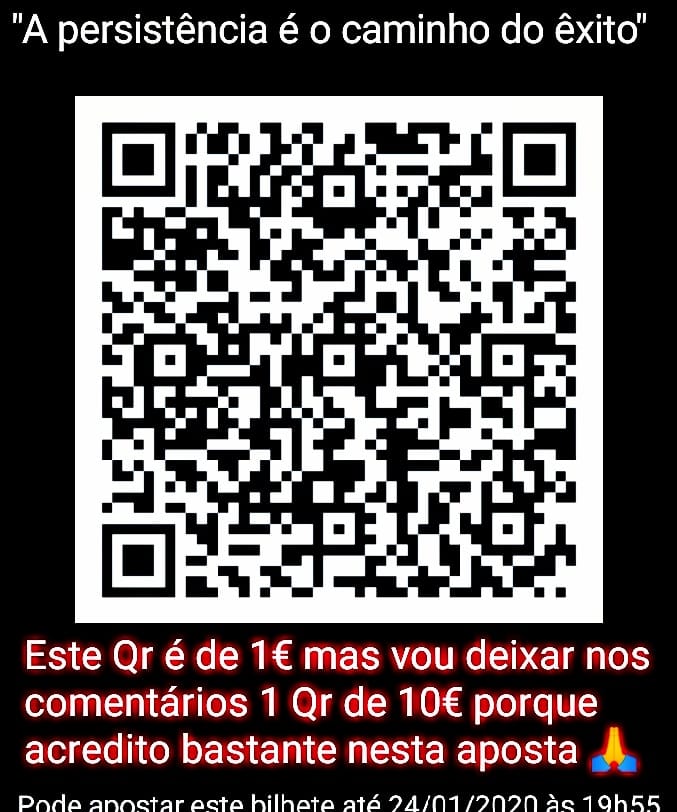 "A persistência é o caminho do êxito"
Este Qr é de 1€ mas vou deixar nos
comentários 1 Qr de 10€ porque
acredito bastante nesta aposta 🙏
Pode apostar este bilhete até 24/01/2020 às 19h55